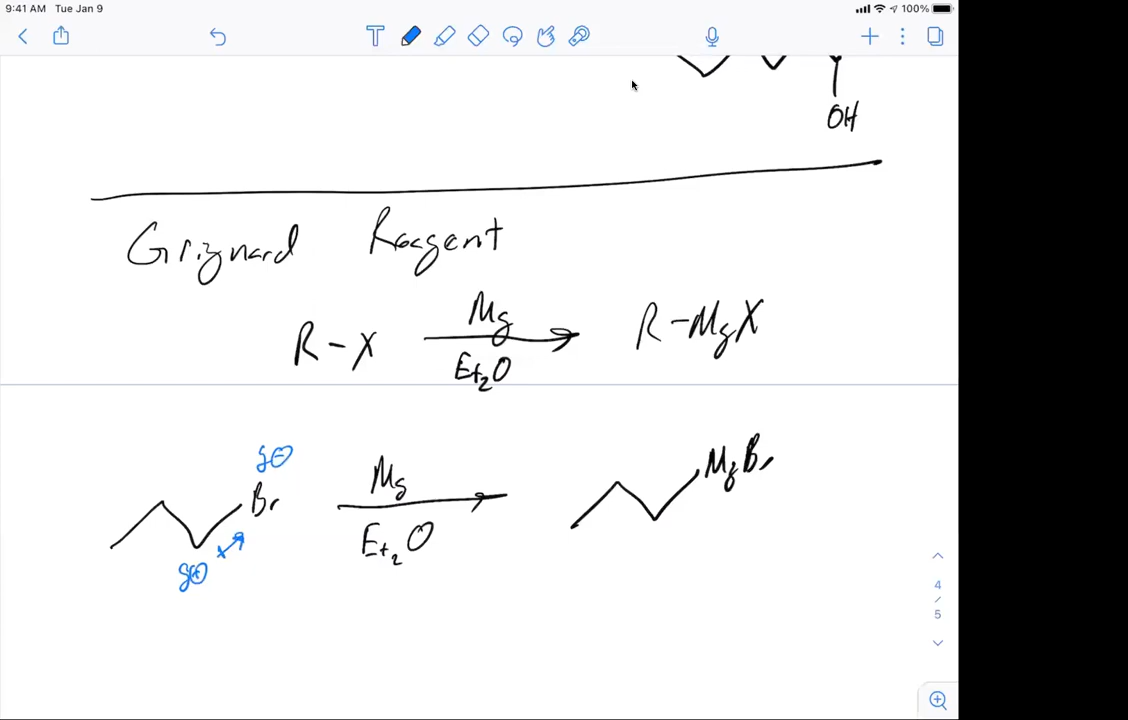 9:41 AM Tue Jan 9
100%
OH
Grignard Reagent
Mg
R-X
Et₂O
R-MgX
δ⊖
Br
δ⊕
Mg
Et₂O
MgBr
4
/
5